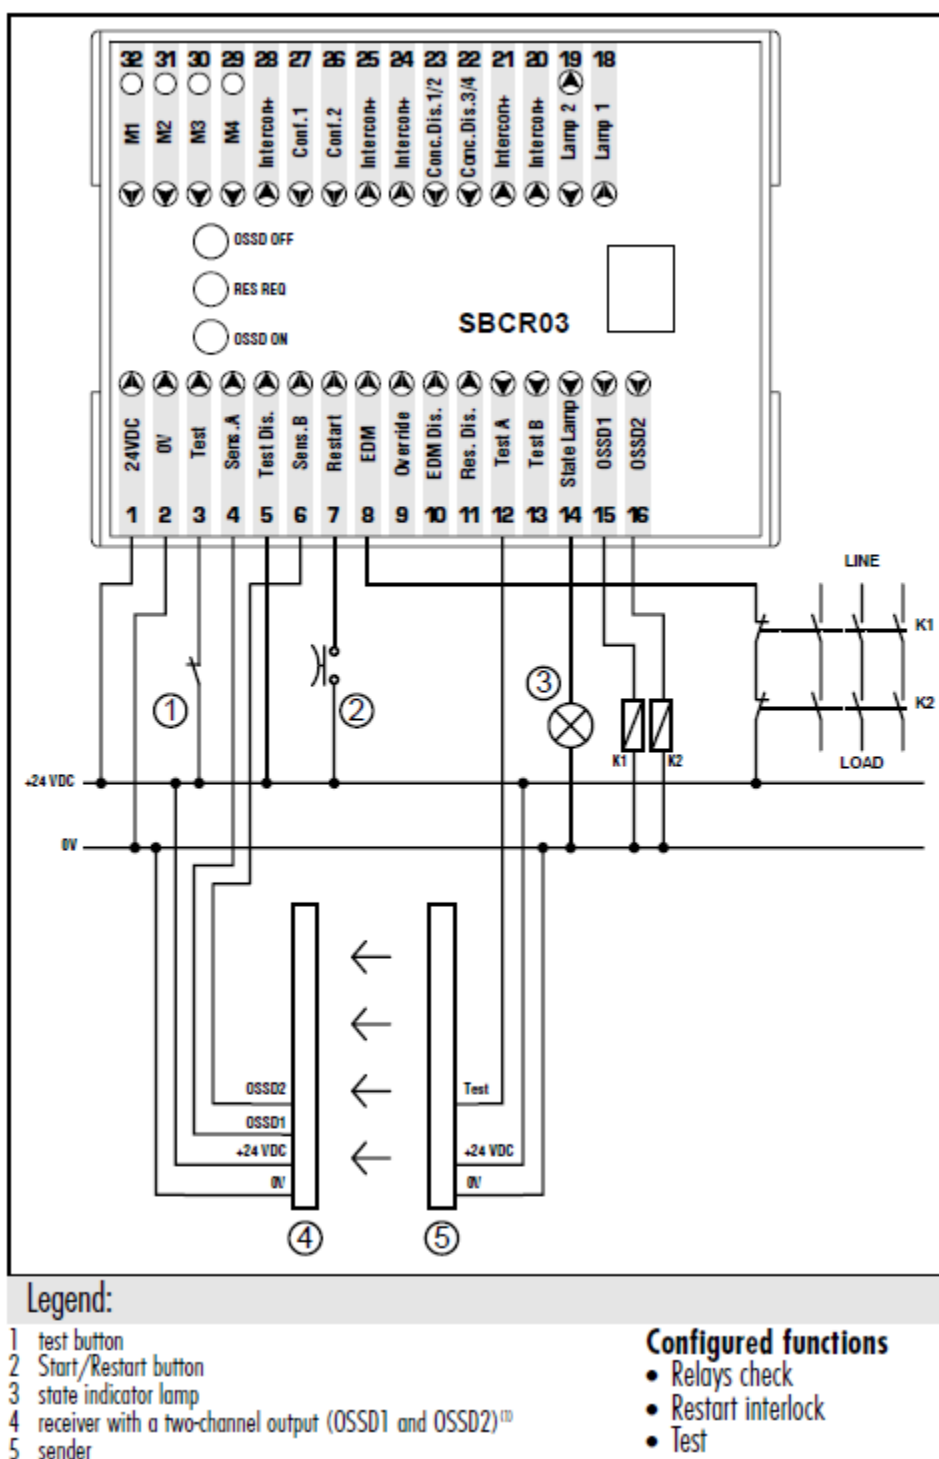 32 31 30 29 28 27 26 25 24 23 22 21 20 19 18
M1 M2 M3 M4 Intercon+ Conf.1 Conf.2 Intercon+ Intercon+ Conc.Dis.1/2 Conc.Dis.3/4 Intercon+ Intercon+ Lamp 2 Lamp 1
OSSD OFF
RES REQ
OSSD ON
SBCR03
24VDC 0V Test Sens.A Test Dis. Sens.B Restart EDM Override EDM Dis. Res. Dis. Test A Test B State Lamp OSSD1 OSSD2
1 2 3 4 5 6 7 8 9 10 11 12 13 14 15 16
LINE
K1
K2
LOAD
1
2
3
K1 K2
+24 VDC
0V
OSSD2
OSSD1
+24 VDC
0V
Test
+24 VDC
0V
4
5
Legend:
1 test button
2 Start/Restart button
3 state indicator lamp
4 receiver with a two-channel output (OSSD1 and OSSD2)(1)
5 sender
Configured functions
• Relays check
• Restart interlock
• Test